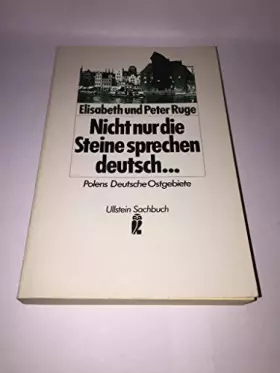 Elisabeth und Peter Ruge
Nicht nur die
Steine sprechen
deutsch...
Polens Deutsche Ostgebiete
Ullstein Sachbuch